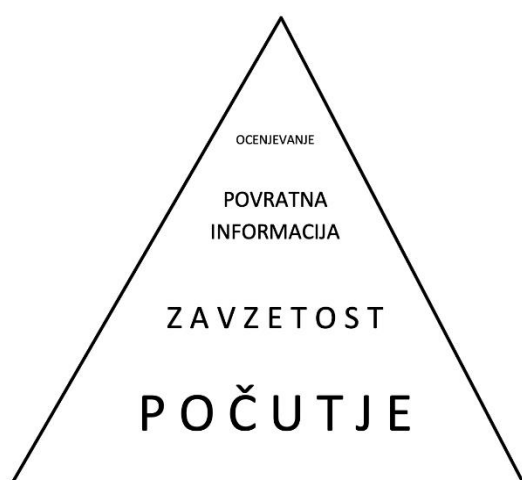 OCENJEVANJE
POVRATNA
INFORMACIJA
ZAVZETOST
POČUTJE